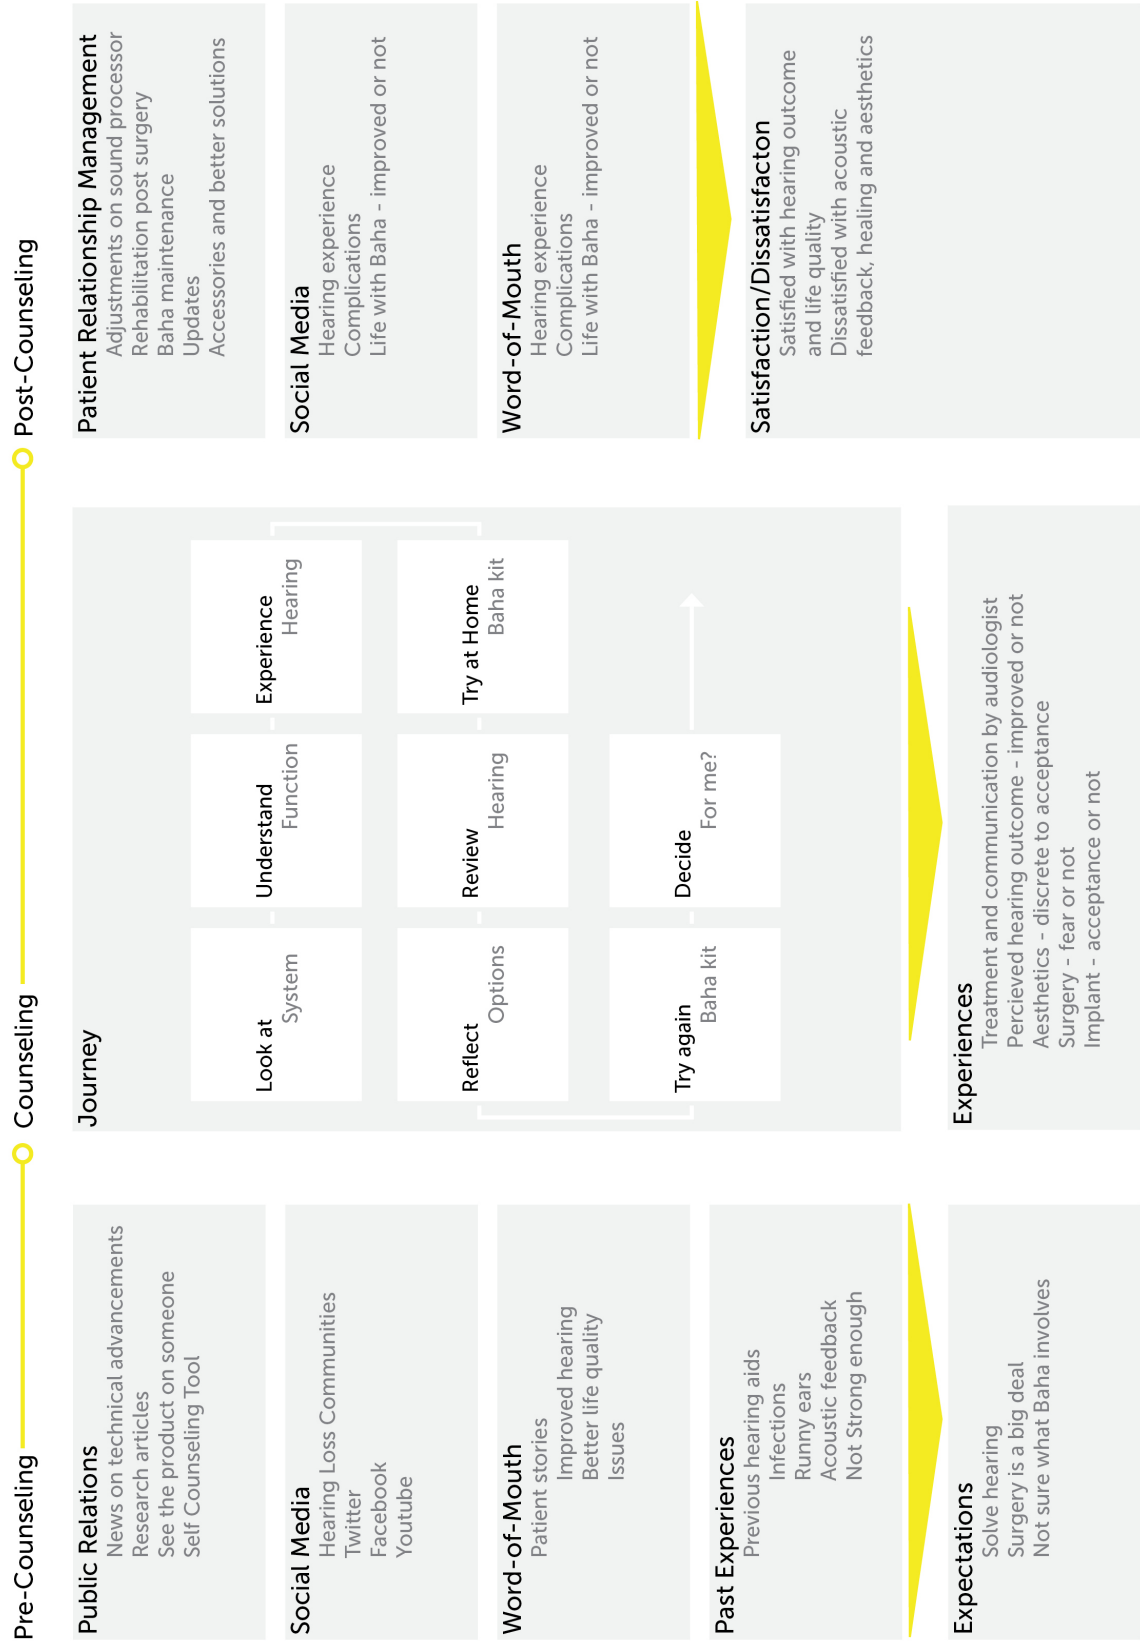 Pre-Counseling
Counseling
Post-Counseling
Public Relations
News on technical advancements
Research articles
See the product on someone
Self Counseling Tool
Social Media
Hearing Loss Communities
Twitter
Facebook
Youtube
Word-of-Mouth
Patient stories
Improved hearing
Better life quality
Issues
Past Experiences
Previous hearing aids
Infections
Runny ears
Acoustic feedback
Not Strong enough
Expectations
Solve hearing
Surgery is a big deal
Not sure what Baha involves
Journey
Look at
System
Understand
Function
Experience
Hearing
Reflect
Options
Review
Hearing
Try at Home
Baha kit
Try again
Baha kit
Decide
For me?
Experiences
Treatment and communication by audiologist
Percieved hearing outcome - improved or not
Aesthetics - discrete to acceptance
Surgery - fear or not
Implant - acceptance or not
Patient Relationship Management
Adjustments on sound processor
Rehabilitation post surgery
Baha maintenance
Updates
Accessories and better solutions
Social Media
Hearing experience
Complications
Life with Baha - improved or not
Word-of-Mouth
Hearing experience
Complications
Life with Baha - improved or not
Satisfaction/Dissatisfacton
Satisfied with hearing outcome
and life quality
Dissatisfied with acoustic
feedback, healing and aesthetics